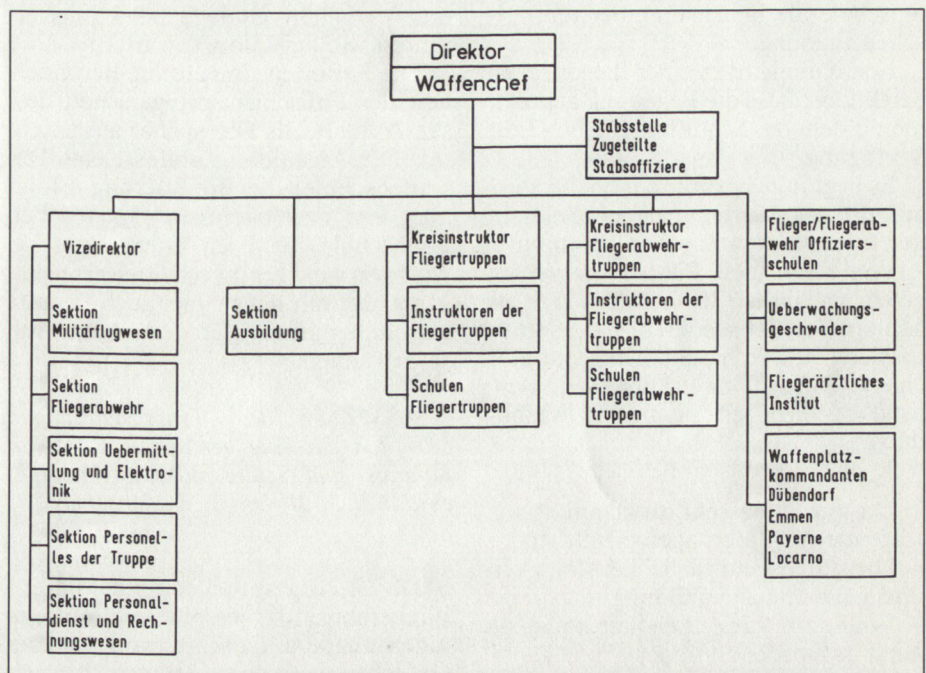 Direktor
Waffenchef
Stabsstelle
Zugeteilte
Stabsoffiziere
Vizedirektor
Sektion
Militärflugwesen
Sektion
Fliegerabwehr
Sektion Uebermitt-
lung und Elektro-
nik
Sektion Personel-
les der Truppe
Sektion Personal-
dienst und Rech-
nungswesen
Sektion
Ausbildung
Kreisinstruktor
Fliegertruppen
Instruktoren der
Fliegertruppen
Schulen
Fliegertruppen
Kreisinstruktor
Fliegerabwehr-
truppen
Instruktoren der
Fliegerabwehr-
truppen
Schulen
Fliegerabwehr-
truppen
Flieger/Fliegerab-
wehr Offiziers-
schulen
Ueberwachungs-
geschwader
Fliegerärztliches
Institut
Waffenplatz-
kommandanten
Dübendorf
Emmen
Payerne
Locarno